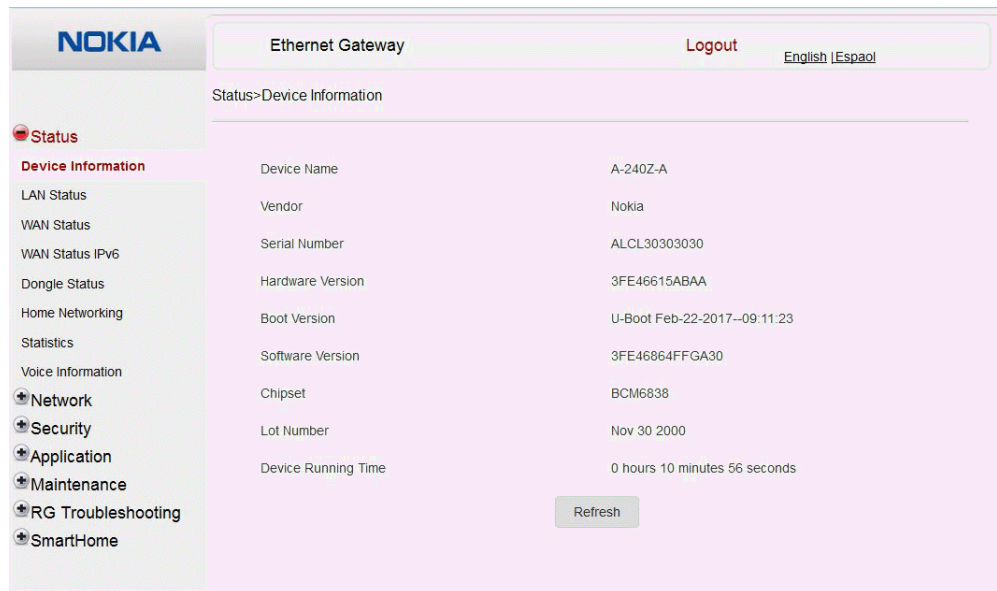 NOKIA
Ethernet Gateway
Logout
English |Espaol
Status>Device Information
Status
Device Information
LAN Status
WAN Status
WAN Status IPv6
Dongle Status
Home Networking
Statistics
Voice Information
Network
Security
Application
Maintenance
RG Troubleshooting
SmartHome
Device Name A-240Z-A
Vendor Nokia
Serial Number ALCL30303030
Hardware Version 3FE46615ABAA
Boot Version U-Boot Feb-22-2017--09:11:23
Software Version 3FE46864FFGA30
Chipset BCM6838
Lot Number Nov 30 2000
Device Running Time 0 hours 10 minutes 56 seconds
Refresh